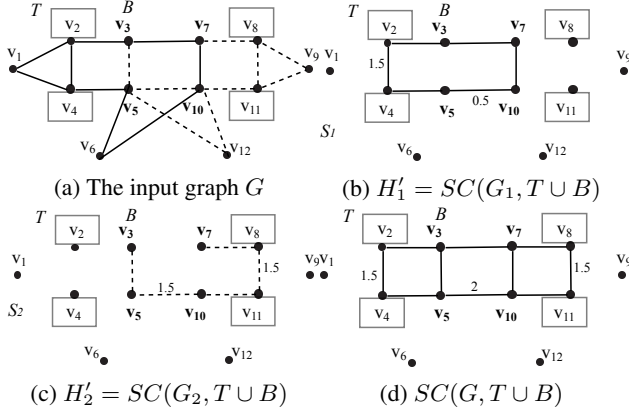 T B
v₂ v₃ v₇ v₈
v₁ v₉
v₄ v₅ v₁₀ v₁₁
v₆ v₁₂
(a) The input graph G
T B
v₂ v₃ v₇ v₈
v₁ 1.5 v₉
0.5
v₄ v₅ v₁₀ v₁₁
S₁
v₆ v₁₂
(b) H′₁ = SC(G₁, T ∪ B)
T B
v₂ v₃ v₇ v₈
v₁ 1.5 v₉
1.5
S₂ v₄ v₅ v₁₀ v₁₁
v₆ v₁₂
(c) H′₂ = SC(G₂, T ∪ B)
T B
v₂ v₃ v₇ v₈
v₁ 1.5 1.5 v₉
2
v₄ v₅ v₁₀ v₁₁
v₆ v₁₂
(d) SC(G, T ∪ B)